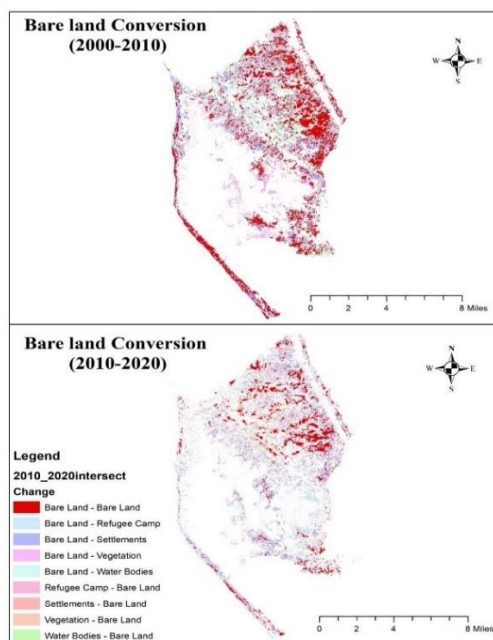 Bare land Conversion
(2000-2010)
N
W E
S
0 2 4 8 Miles
Bare land Conversion
(2010-2020)
N
W E
S
Legend
2010_2020intersect
Change
Bare Land - Bare Land
Bare Land - Refugee Camp
Bare Land - Settlements
Bare Land - Vegetation
Bare Land - Water Bodies
Refugee Camp - Bare Land
Settlements - Bare Land
Vegetation - Bare Land
Water Bodies - Bare Land
0 2 4 8 Miles